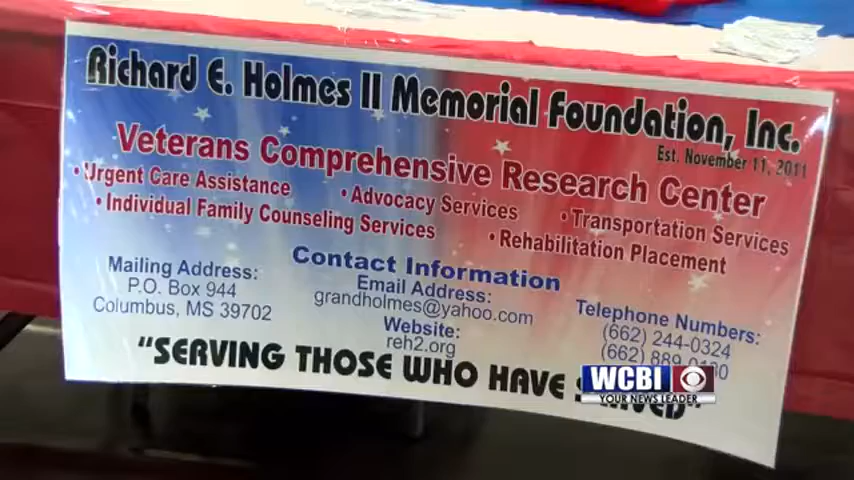 Richard E. Holmes II Memorial Foundation, Inc.
Est. November 11, 2011
Veterans Comprehensive Research Center
• Urgent Care Assistance
• Advocacy Services
• Transportation Services
• Individual Family Counseling Services
• Rehabilitation Placement
Contact Information
Mailing Address:
P.O. Box 944
Columbus, MS 39702
Email Address:
grandholmes@yahoo.com
Website:
reh2.org
Telephone Numbers:
(662) 244-0324
(662) 889
"SERVING THOSE WHO HAVE SERVED"
WCBI
YOUR NEWS LEADER